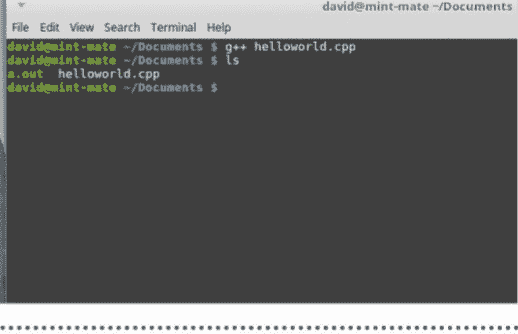 david@mint-mate ~/Documents
File Edit View Search Terminal Help
david@mint-mate ~/Documents $ g++ helloworld.cpp
david@mint-mate ~/Documents $ ls
a.out helloworld.cpp
david@mint-mate ~/Documents $